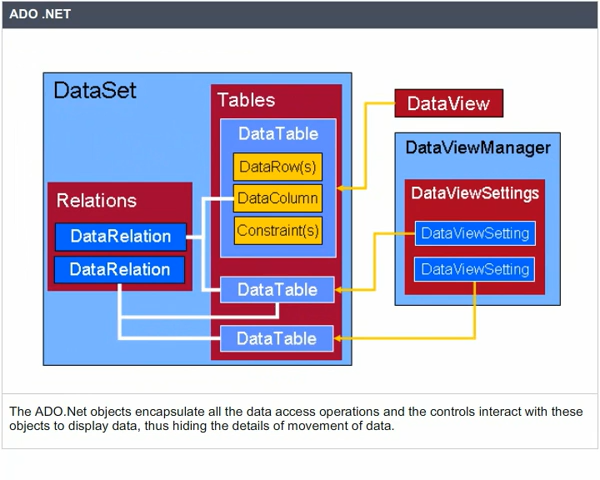 ADO .NET
DataSet
Tables
DataTable
DataRow(s)
DataColumn
Constraint(s)
Relations
DataRelation
DataRelation
DataTable
DataTable
DataView
DataViewManager
DataViewSettings
DataViewSetting
DataViewSetting
The ADO.Net objects encapsulate all the data access operations and the controls interact with these
objects to display data, thus hiding the details of movement of data.